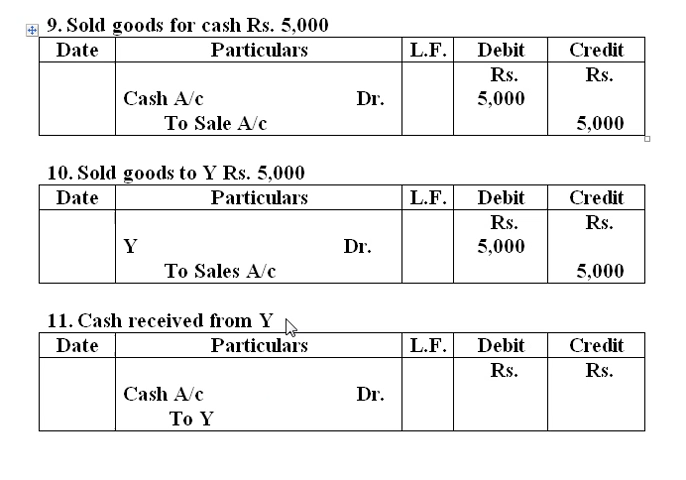 9. Sold goods for cash Rs. 5,000
Date Particulars L.F. Debit Credit
Rs. Rs.
Cash A/c Dr. 5,000
To Sale A/c 5,000
10. Sold goods to Y Rs. 5,000
Date Particulars L.F. Debit Credit
Rs. Rs.
Y Dr. 5,000
To Sales A/c 5,000
11. Cash received from Y
Date Particulars L.F. Debit Credit
Rs. Rs.
Cash A/c Dr.
To Y